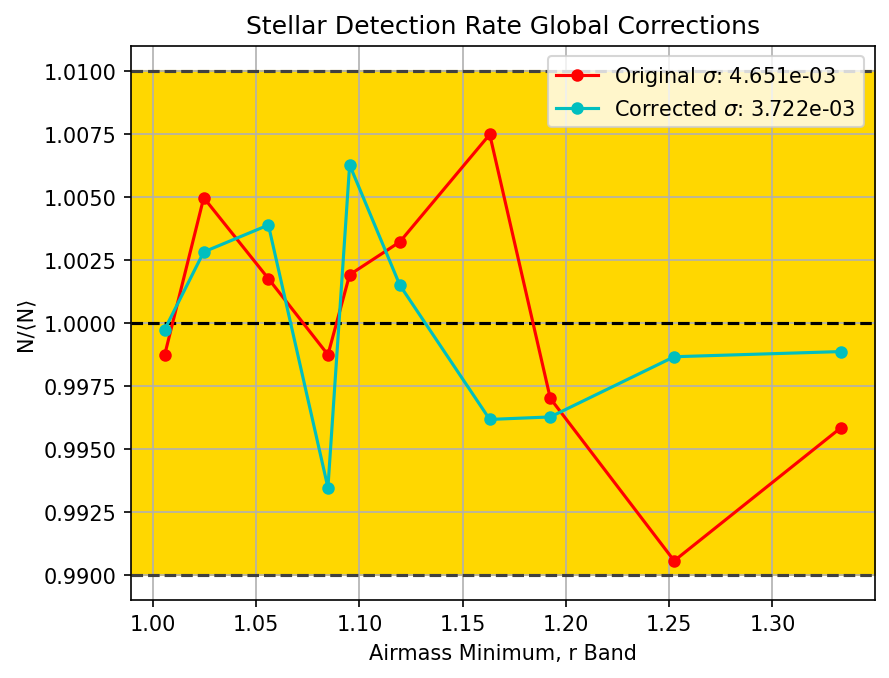 Stellar Detection Rate Global Corrections
1.0100
1.0075
1.0050
1.0025
1.0000
0.9975
0.9950
0.9925
0.9900
N/⟨N⟩
Original σ: 4.651e-03
Corrected σ: 3.722e-03
1.00 1.05 1.10 1.15 1.20 1.25 1.30
Airmass Minimum, r Band